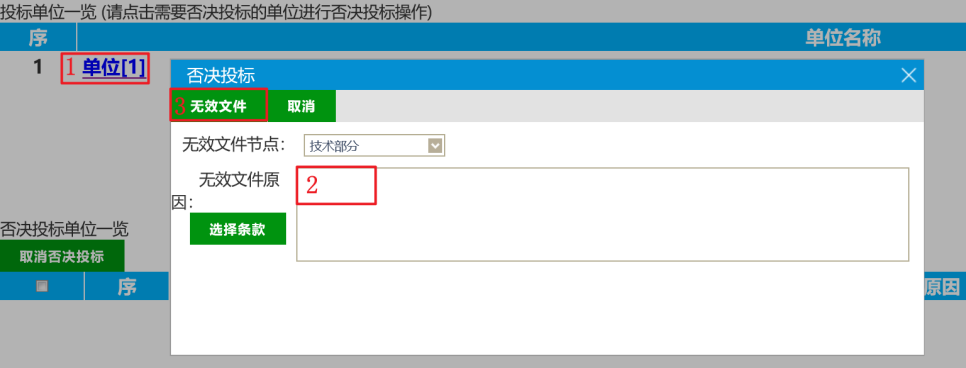 投标单位一览 (请点击需要否决投标的单位进行否决投标操作)
序 单位名称
1 1 单位[1]
否决投标
3 无效文件 取消
无效文件节点： 技术部分
无效文件原
因：
2
选择条款
否决投标单位一览
取消否决投标
序 原因